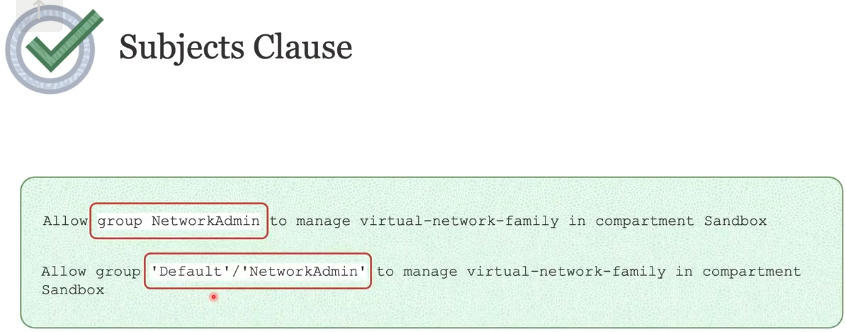 Subjects Clause
Allow group NetworkAdmin to manage virtual-network-family in compartment Sandbox
Allow group 'Default'/'NetworkAdmin' to manage virtual-network-family in compartment
Sandbox